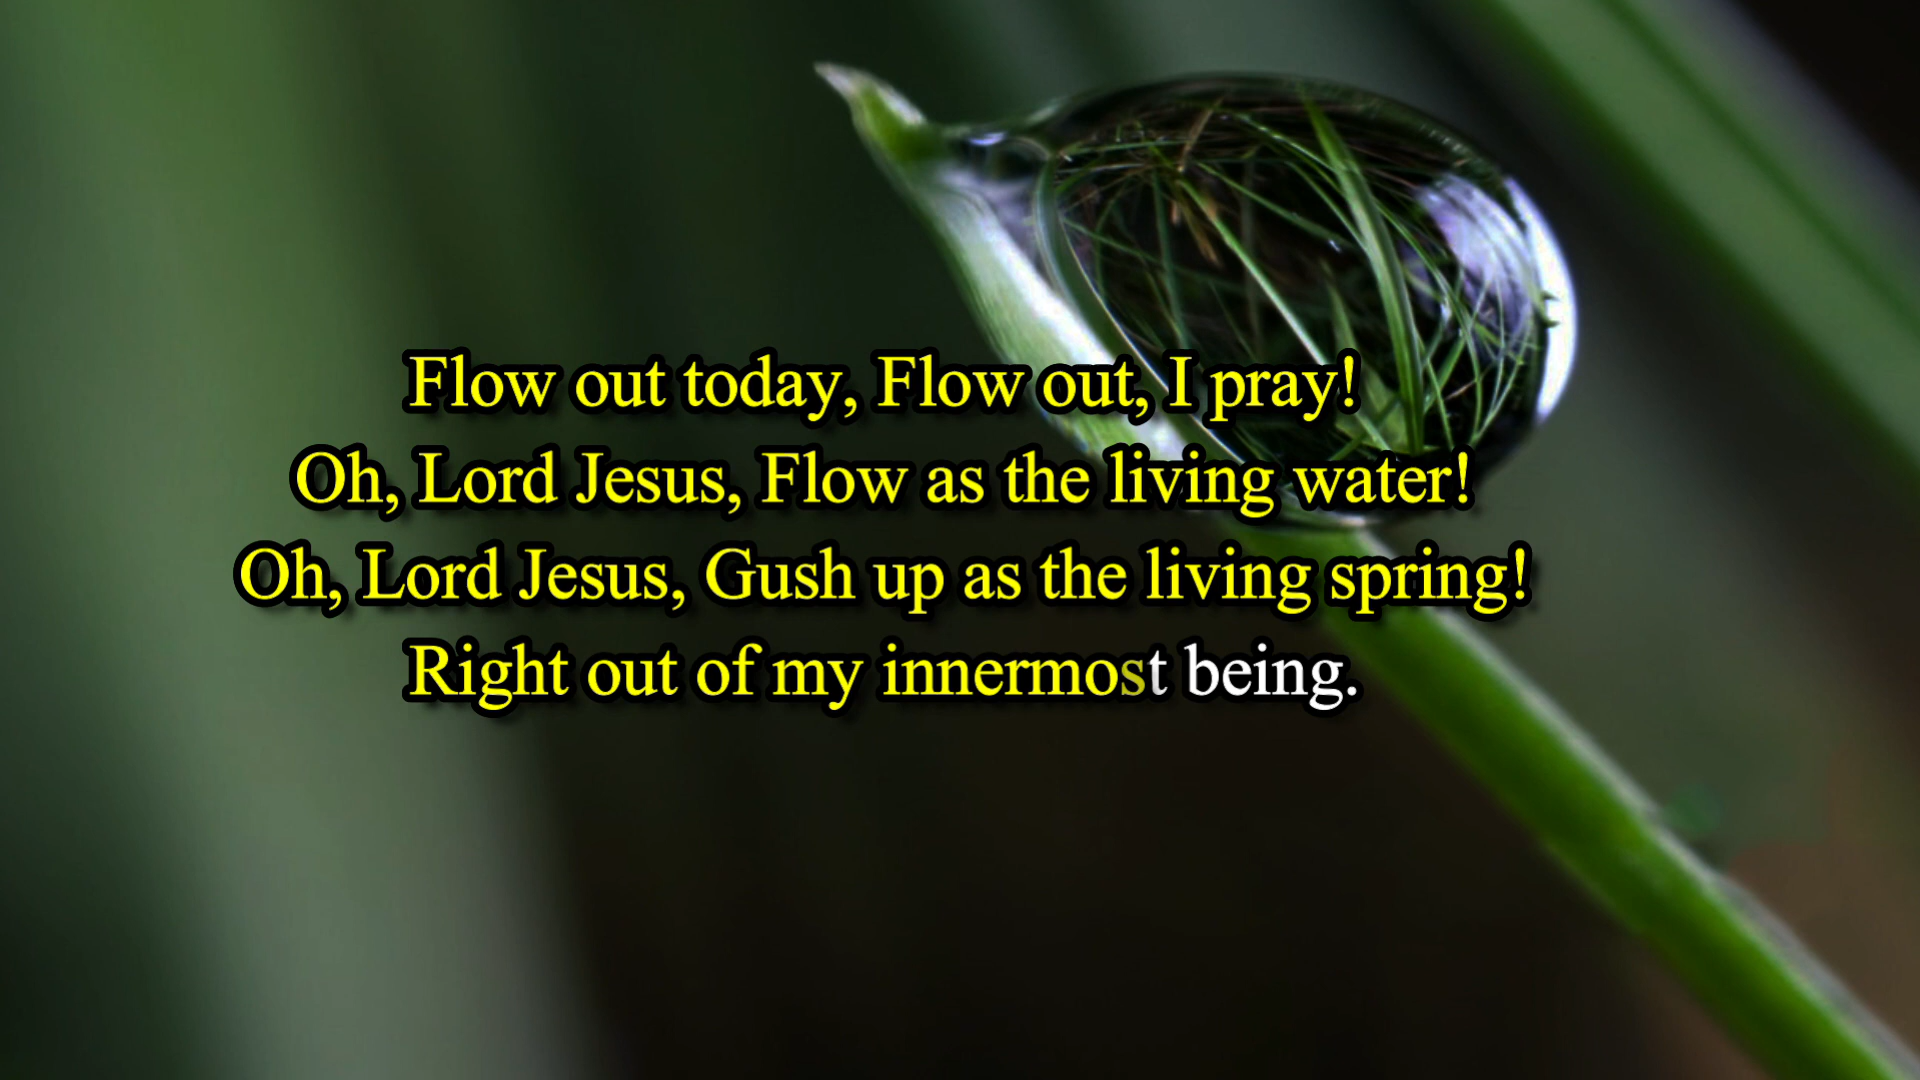 Flow out today, Flow out, I pray!
Oh, Lord Jesus, Flow as the living water!
Oh, Lord Jesus, Gush up as the living spring!
Right out of my innermost being.